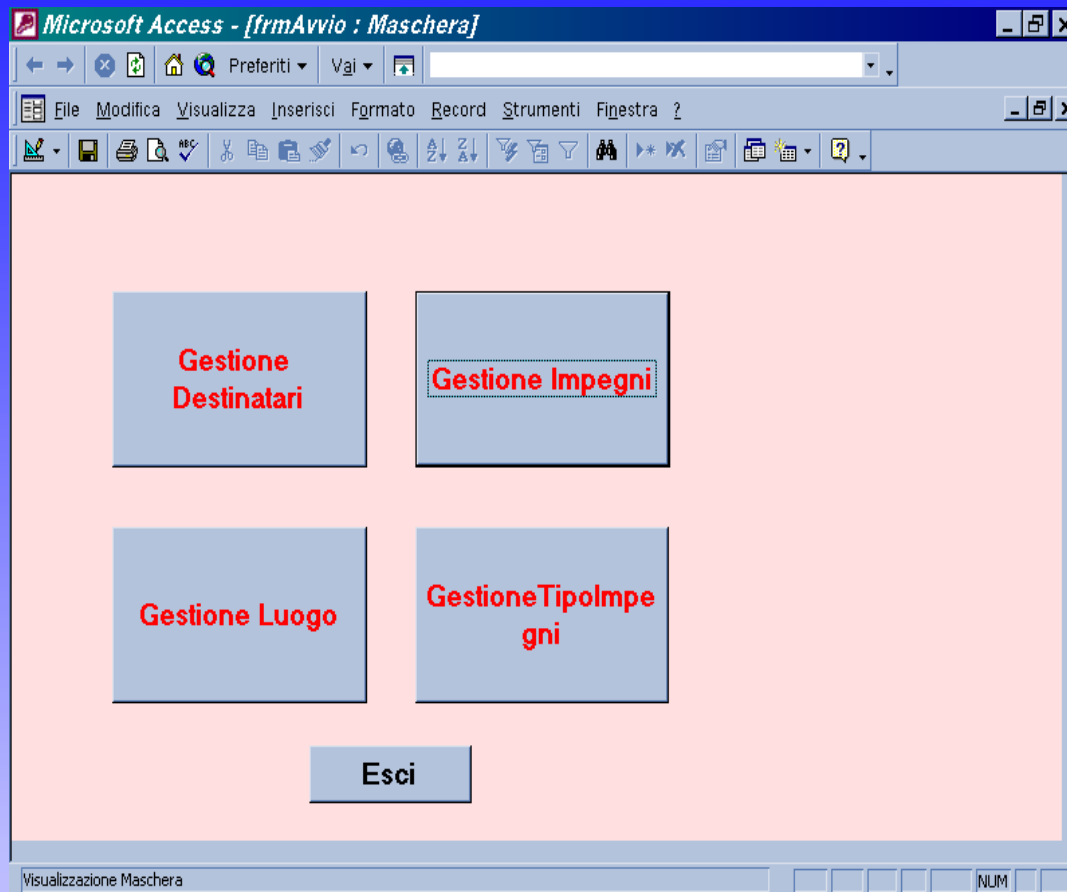 Microsoft Access - [frmAvvio : Maschera]
Preferiti Vai
File Modifica Visualizza Inserisci Formato Record Strumenti Finestra ?
ABC A Z Z A
Gestione
Destinatari
Gestione Impegni
Gestione Luogo
GestioneTipoImpe
gni
Esci
Visualizzazione Maschera NUM